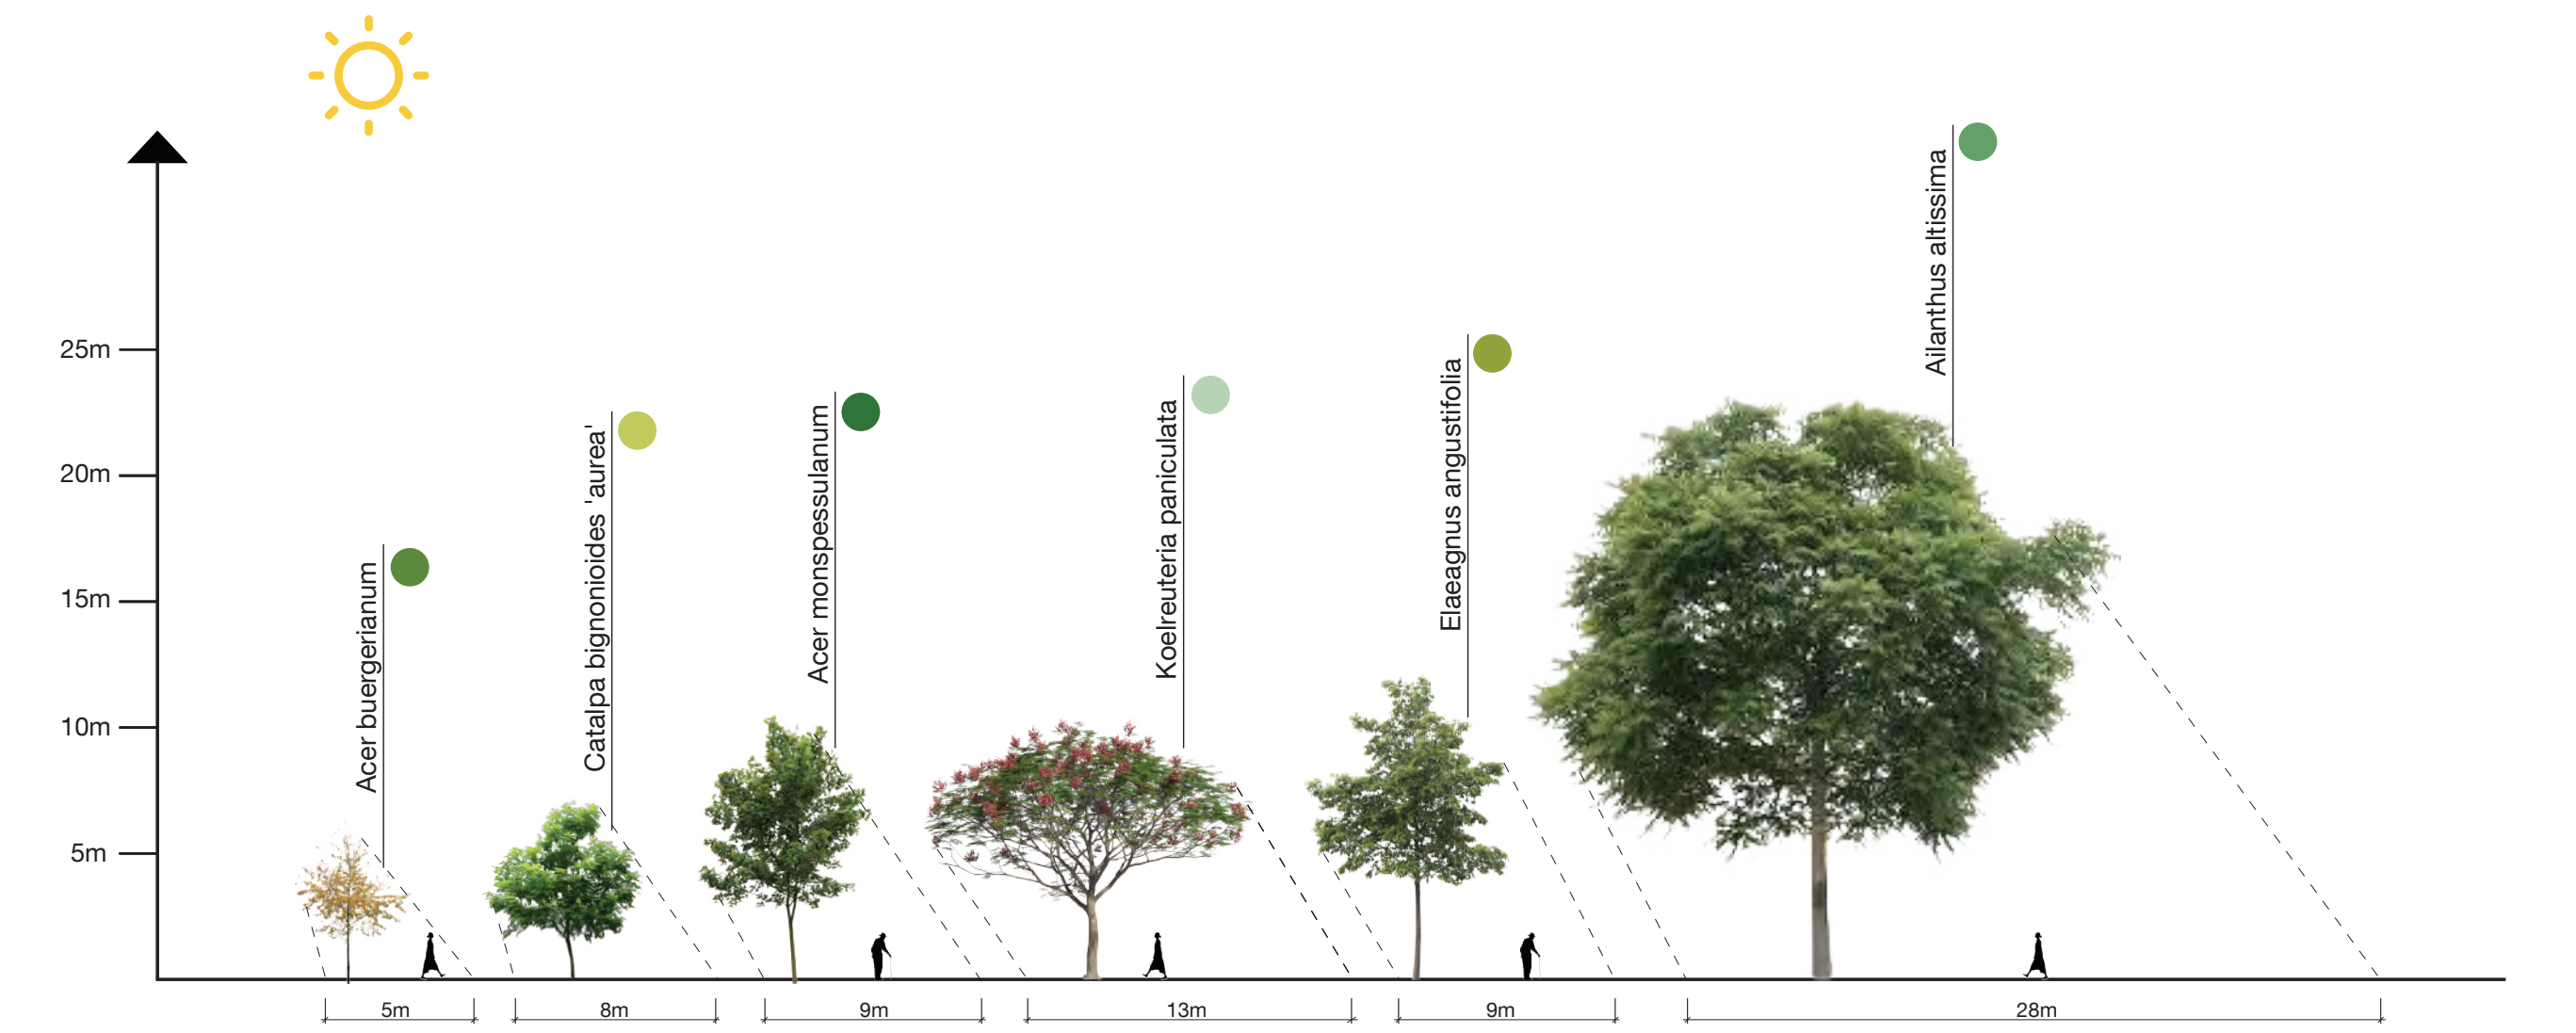 25m
20m
15m
10m
5m
Acer buergerianum
Catalpa bignonioides 'aurea'
Acer monspessulanum
Koelreuteria paniculata
Elaeagnus angustifolia
Ailanthus altissima
5m
8m
9m
13m
9m
28m